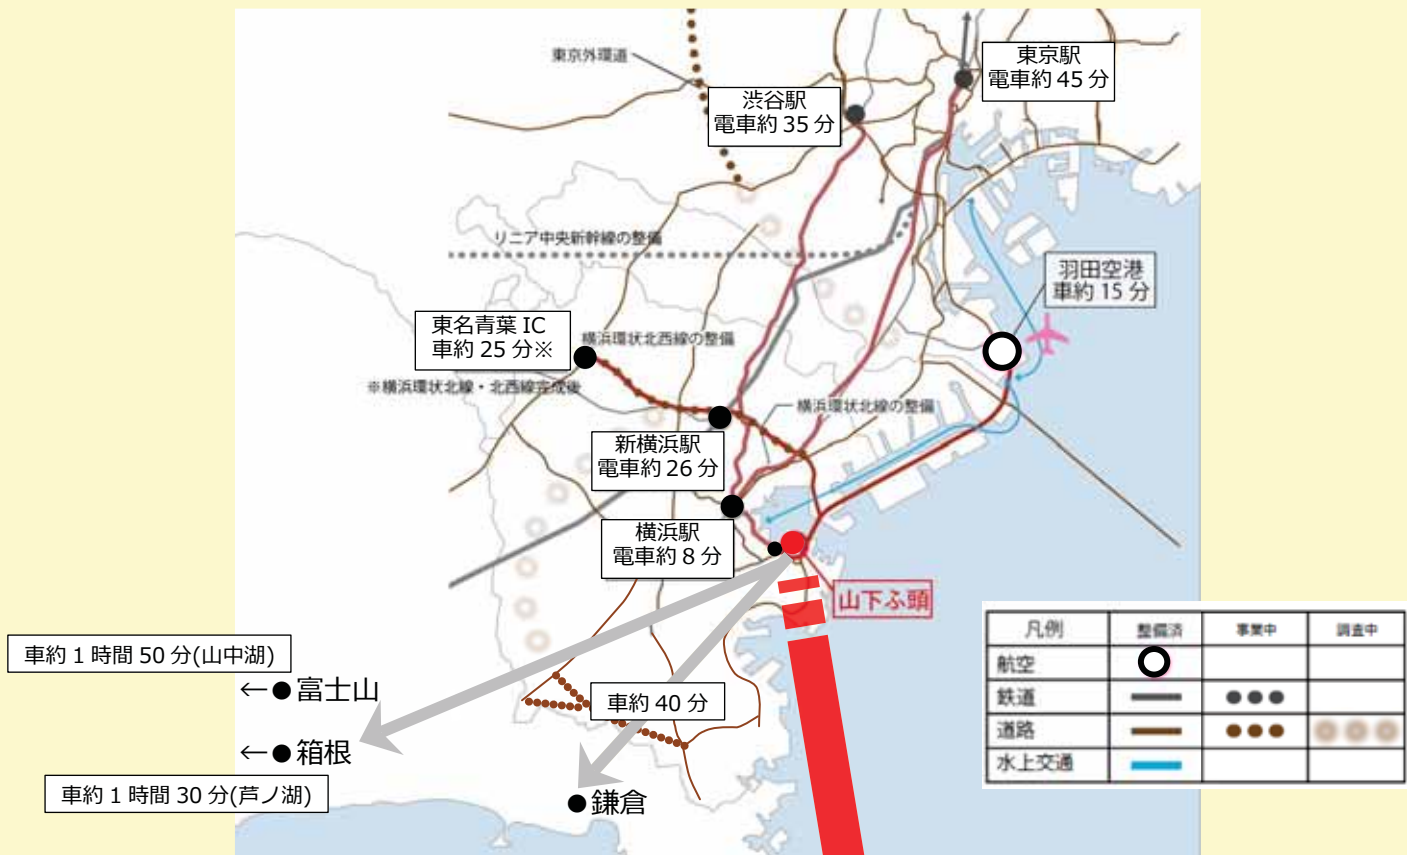 東京外環道
東京駅
電車約 45 分
渋谷駅
電車約 35 分
リニア中央新幹線の整備
羽田空港
車約 15 分
東名青葉 IC
車約 25 分※
横浜環状北西線の整備
※横浜環状北線・北西線完成後
横浜環状北線の整備
新横浜駅
電車約 26 分
横浜駅
電車約 8 分
山下ふ頭
車約 1 時間 50 分(山中湖)
←●富士山
車約 40 分
←●箱根
車約 1 時間 30 分(芦ノ湖)
●鎌倉
凡例 整備済 事業中 調査中
航空
鉄道
道路
水上交通